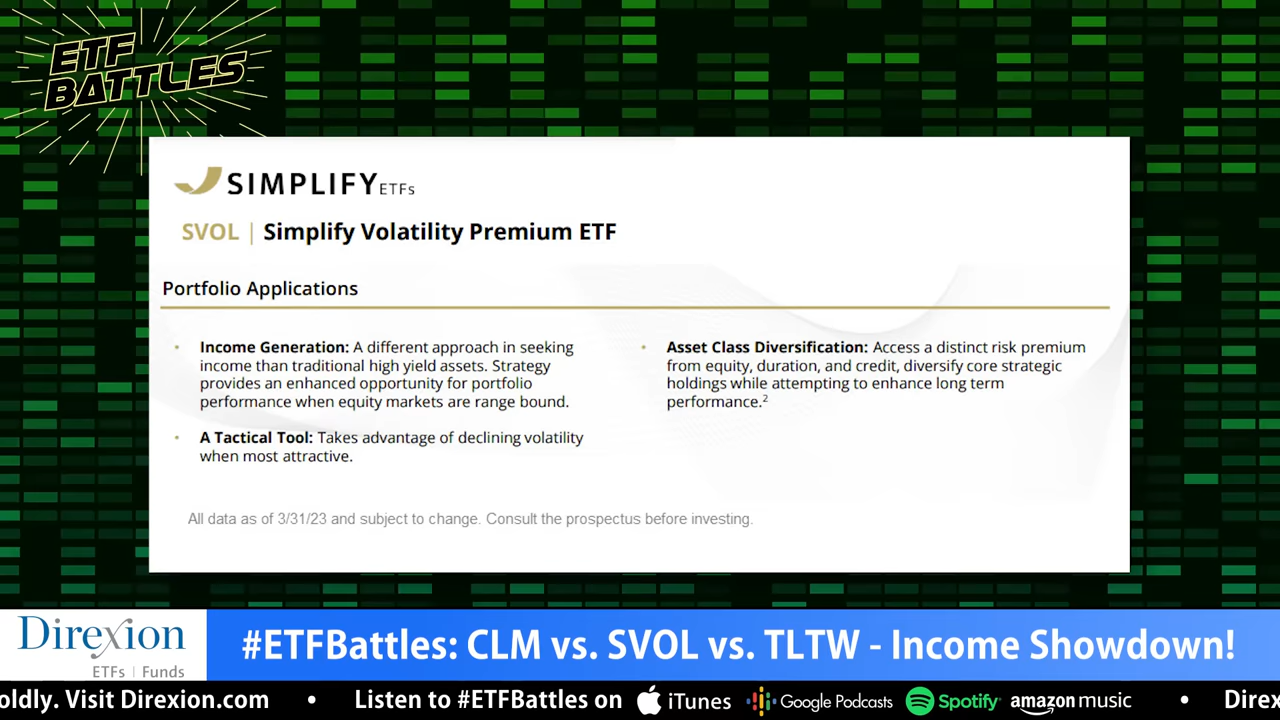 ETF
BATTLES
SIMPLIFY ETFs
SVOL | Simplify Volatility Premium ETF
Portfolio Applications
• Income Generation: A different approach in seeking
income than traditional high yield assets. Strategy
provides an enhanced opportunity for portfolio
performance when equity markets are range bound.
• A Tactical Tool: Takes advantage of declining volatility
when most attractive.
• Asset Class Diversification: Access a distinct risk premium
from equity, duration, and credit, diversify core strategic
holdings while attempting to enhance long term
performance.²
All data as of 3/31/23 and subject to change. Consult the prospectus before investing.
Direxion
ETFs | Funds
#ETFBattles: CLM vs. SVOL vs. TLTW - Income Showdown!
oldly. Visit Direxion.com • Listen to #ETFBattles on iTunes Google Podcasts Spotify amazon music • Direx